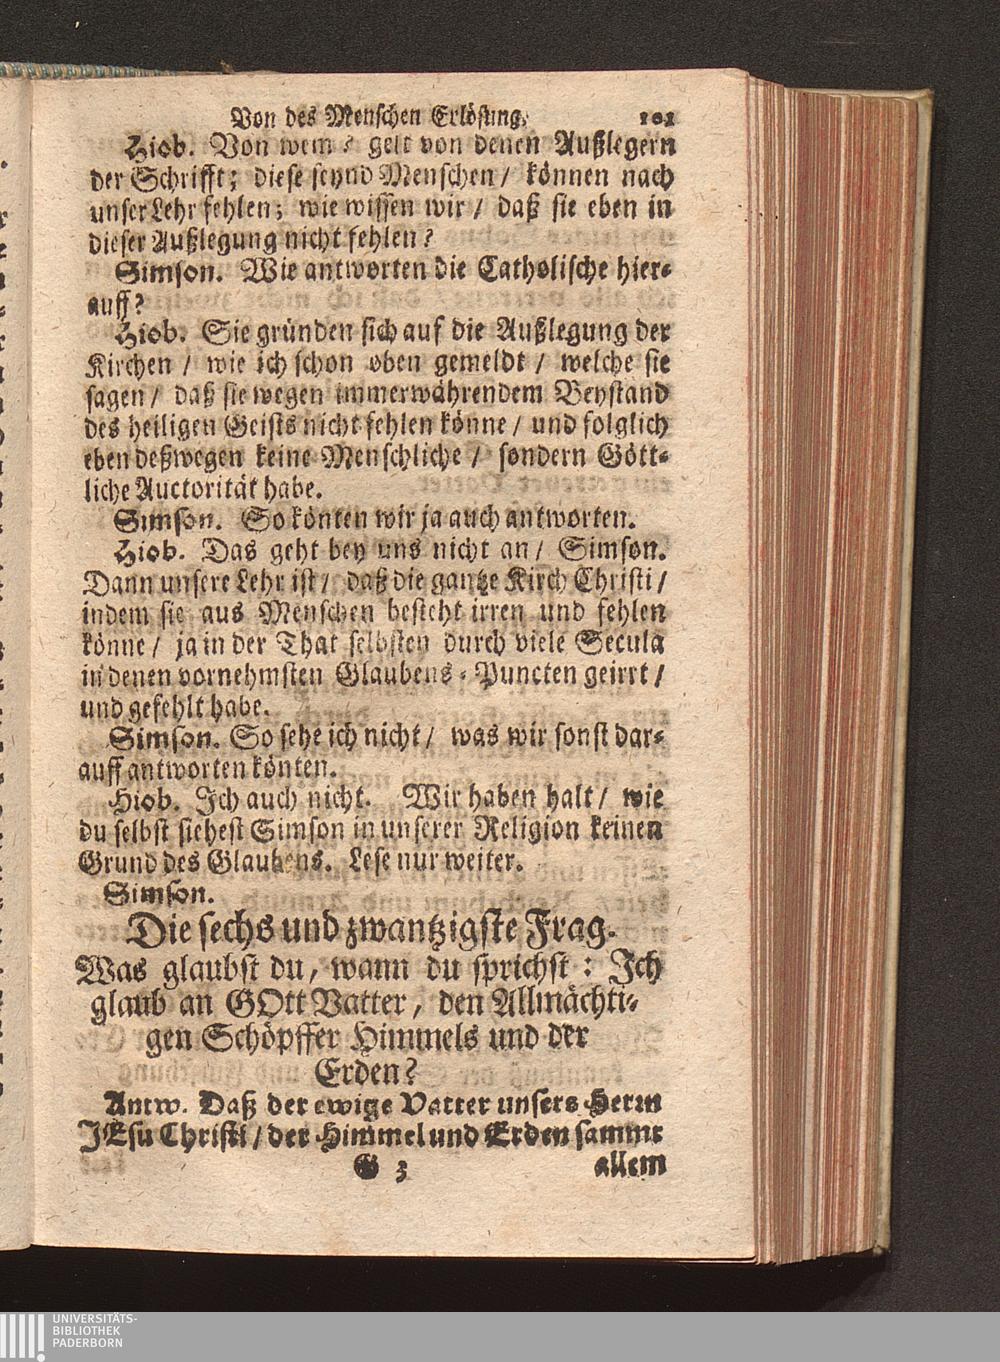 Von des Menschen Erlösung. 101
Hiob. Von wem? gelt von denen Außlegern
der Schrifft; diese seynd Menschen / können nach
unser Lehr fehlen; wie wissen wir / daß sie eben in
dieser Außlegung nicht fehlen?
Simson. Wie antworten die Catholische hier-
auff?
Hiob. Sie gründen sich auf die Außlegung der
Kirchen / wie ich schon oben gemeldt / welche sie
sagen / daß sie wegen immerwährendem Beystand
des heiligen Geists nicht fehlen könne / und folglich
eben deßwegen keine Menschliche / sondern Gött-
liche Auctorität habe.
Simson. So könten wir ja auch antworten.
Hiob. Das geht bey uns nicht an / Simson.
Dann unsere Lehr ist / daß die gantze Kirch Christi /
indem sie aus Menschen besteht irren und fehlen
könne / ja in der That selbsten durch viele Secula
in denen vornehmsten Glaubens-Puncten geirrt /
und gefehlt habe.
Simson. So sehe ich nicht / was wir sonst dar-
auff antworten könten.
Hiob. Ich auch nicht. Wir haben halt / wie
du selbst siehest Simson in unserer Religion keinen
Grund des Glaubens. Lese nur weiter.
Simson.
Die sechs und zwantzigste Frag.
Was glaubst du, wann du sprichst: Ich
glaub an GOtt Vatter, den Allmächti-
gen Schöpffer Himmels und der
Erden?
Antw. Daß der ewige Vatter unsers Herrn
JEsu Christi / der Himmel und Erden sammt
G 3 allem
UNIVERSITÄTS-
BIBLIOTHEK
PADERBORN